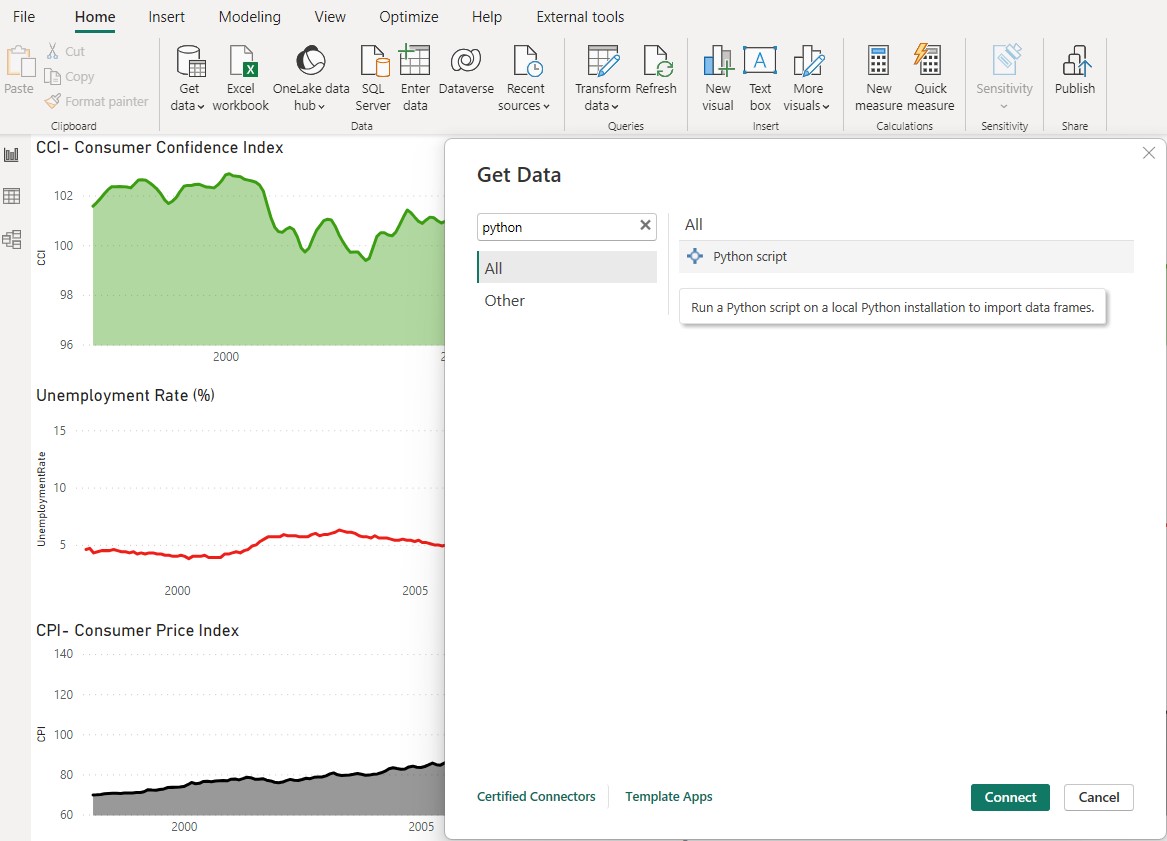 File Home Insert Modeling View Optimize Help External tools
Paste
Cut
Copy
Format painter
Clipboard
Get data
Excel workbook
OneLake data hub
SQL Server
Enter data
Dataverse
Recent sources
Data
Transform data
Refresh
Queries
New visual
Text box
More visuals
Insert
New measure
Quick measure
Calculations
Sensitivity
Sensitivity
Publish
Share
CCI- Consumer Confidence Index
102
100
98
96
CCI
2000
Unemployment Rate (%)
15
10
5
UnemploymentRate
2000 2005
CPI- Consumer Price Index
140
120
100
80
60
CPI
2000 2005
Get Data
python
All
Other
All
Python script
Run a Python script on a local Python installation to import data frames.
Certified Connectors Template Apps
Connect Cancel